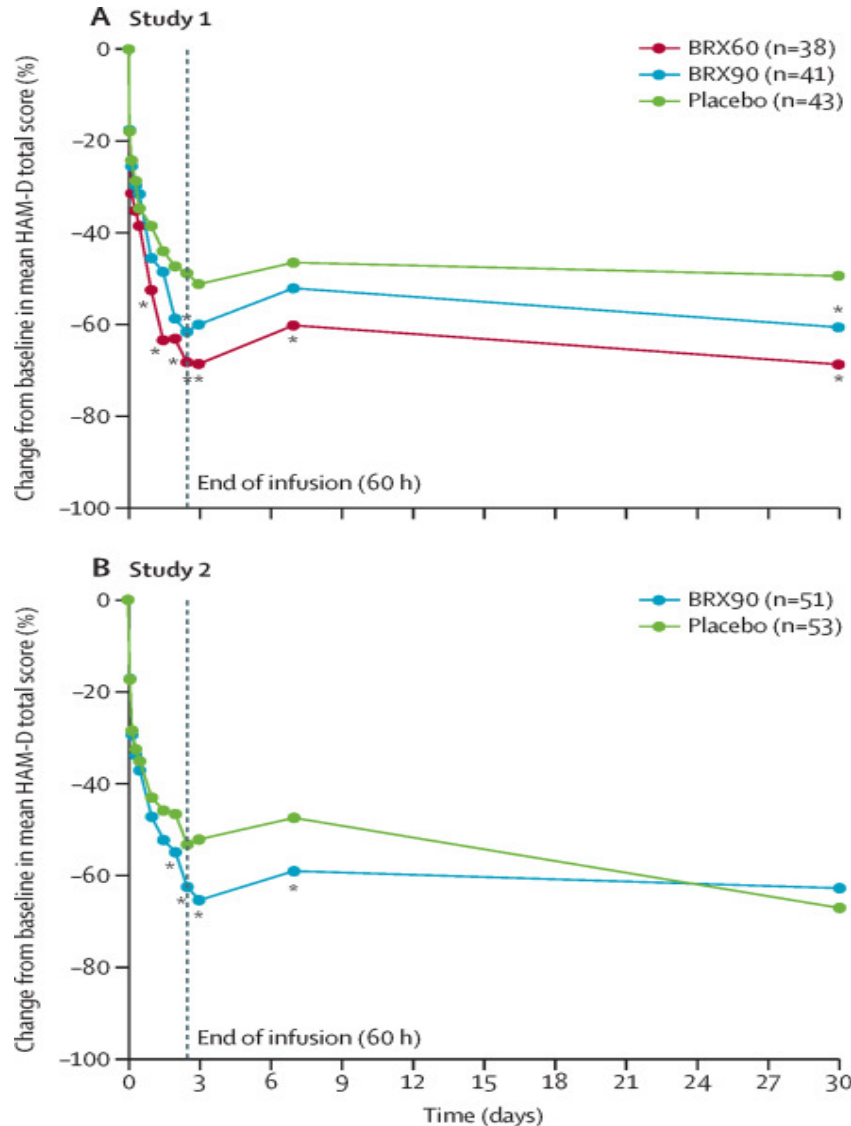 A Study 1
BRX60 (n=38)
BRX90 (n=41)
Placebo (n=43)
Change from baseline in mean HAM-D total score (%)
0
–20
–40
–60
–80
–100
*
*
*
*
**
*
*
*
*
End of infusion (60 h)
B Study 2
BRX90 (n=51)
Placebo (n=53)
Change from baseline in mean HAM-D total score (%)
0
–20
–40
–60
–80
–100
*
*
*
*
End of infusion (60 h)
0 3 6 9 12 15 18 21 24 27 30
Time (days)